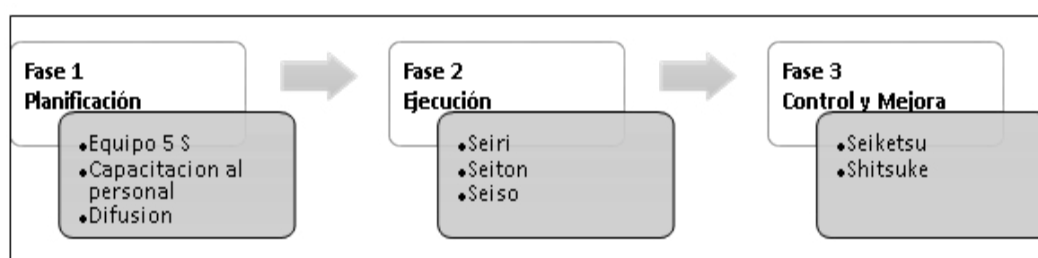 Fase 1
Planificación
•Equipo 5 S
•Capacitacion al
personal
•Difusion
Fase 2
Ejecución
•Seiri
•Seiton
•Seiso
Fase 3
Control y Mejora
•Seiketsu
•Shitsuke